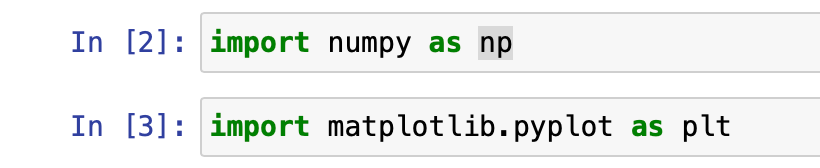 In [2]: import numpy as np
In [3]: import matplotlib.pyplot as plt